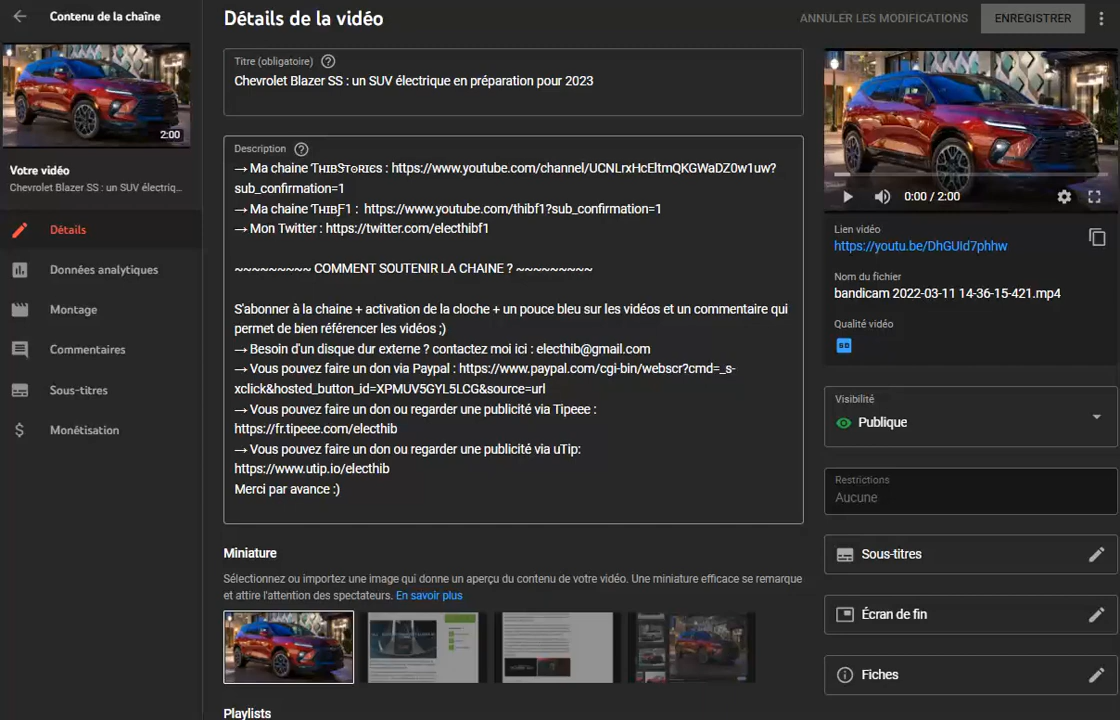 Contenu de la chaîne
2:00
Votre vidéo
Chevrolet Blazer SS : un SUV électriq...
Détails
Données analytiques
Montage
Commentaires
Sous-titres
Monétisation
Détails de la vidéo
ANNULER LES MODIFICATIONS
ENREGISTRER
Titre (obligatoire)
Chevrolet Blazer SS : un SUV électrique en préparation pour 2023
Description
→ Ma chaine ƬʜɪʙSᴛᴏʀɪᴇs : https://www.youtube.com/channel/UCNLrxHcEltmQKGWaDZ0w1uw?
sub_confirmation=1
→ Ma chaine ƬʜɪʙƑ1 : https://www.youtube.com/thibf1?sub_confirmation=1
→ Mon Twitter : https://twitter.com/electhibf1
~~~~~~~~~ COMMENT SOUTENIR LA CHAINE ? ~~~~~~~~~
S'abonner à la chaine + activation de la cloche + un pouce bleu sur les vidéos et un commentaire qui
permet de bien référencer les vidéos ;)
→ Besoin d'un disque dur externe ? contactez moi ici : electhib@gmail.com
→ Vous pouvez faire un don via Paypal : https://www.paypal.com/cgi-bin/webscr?cmd=_s-
xclick&hosted_button_id=XPMUV5GYL5LCG&source=url
→ Vous pouvez faire un don ou regarder une publicité via Tipeee :
https://fr.tipeee.com/electhib
→ Vous pouvez faire un don ou regarder une publicité via uTip:
https://www.utip.io/electhib
Merci par avance :)
Miniature
Sélectionnez ou importez une image qui donne un aperçu du contenu de votre vidéo. Une miniature efficace se remarque
et attire l'attention des spectateurs. En savoir plus
Playlists
0:00 / 2:00
Lien vidéo
https://youtu.be/DhGUId7phhw
Nom du fichier
bandicam 2022-03-11 14-36-15-421.mp4
Qualité vidéo
SD
Visibilité
Publique
Restrictions
Aucune
Sous-titres
Écran de fin
Fiches